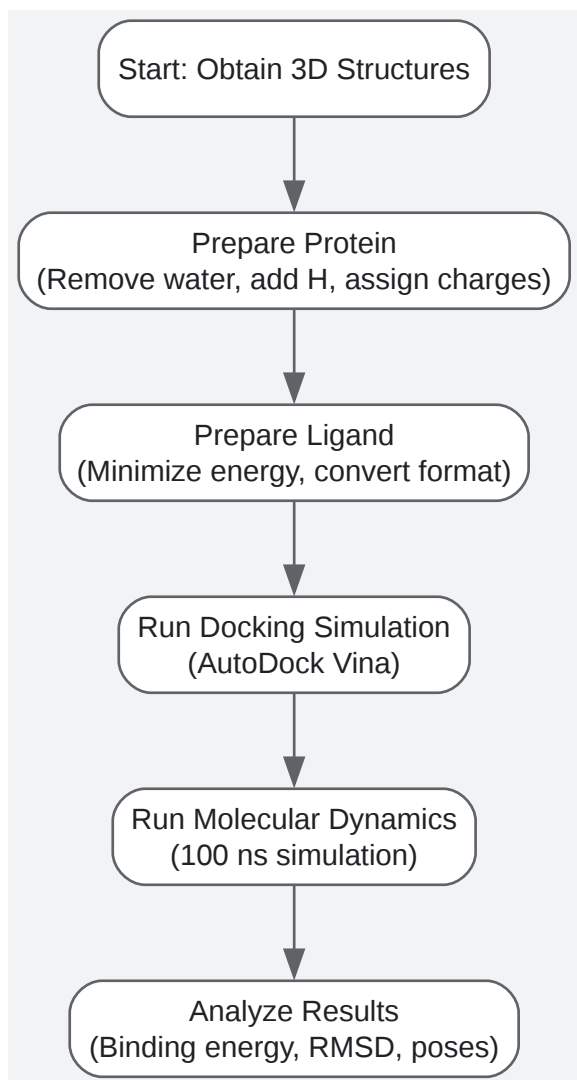 Start: Obtain 3D Structures
Prepare Protein
(Remove water, add H, assign charges)
Prepare Ligand
(Minimize energy, convert format)
Run Docking Simulation
(AutoDock Vina)
Run Molecular Dynamics
(100 ns simulation)
Analyze Results
(Binding energy, RMSD, poses)